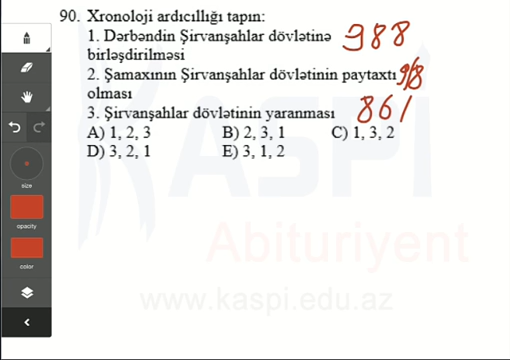 90. Xronoloji ardıcıllığı tapın:
1. Dərbəndin Şirvanşahlar dövlətinə 988
birləşdirilməsi
2. Şamaxının Şirvanşahlar dövlətinin paytaxtı 918
olması
3. Şirvanşahlar dövlətinin yaranması 861
A) 1, 2, 3 B) 2, 3, 1 C) 1, 3, 2
D) 3, 2, 1 E) 3, 1, 2
size
opacity
color
KASPİ
Abituriyent
www.kaspi.edu.az